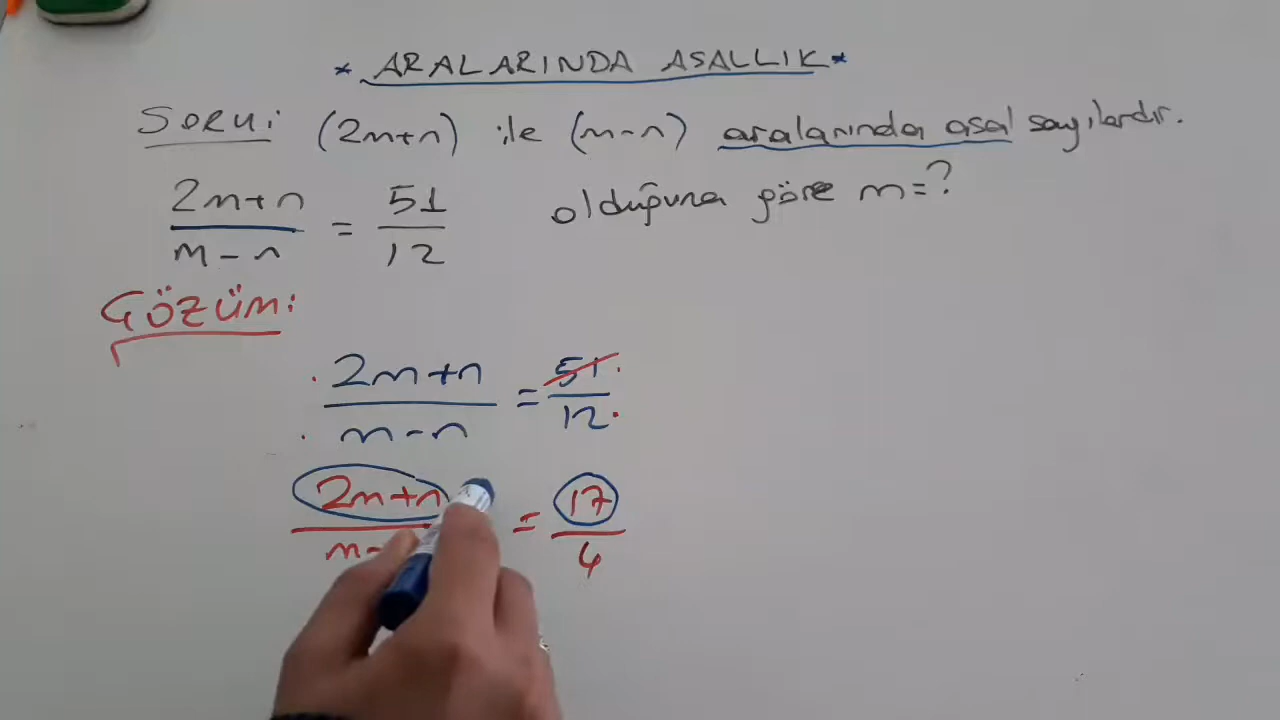 * ARALARINDA ASALLIK *
Soru: (2m+n) ile (m-n) aralarında asal sayılardır.
2m+n / m-n = 51 / 12 olduğuna göre m=?
ÇÖZÜM:
2m+n / m-n = 51 / 12
2m+n / m- = 17 / 4